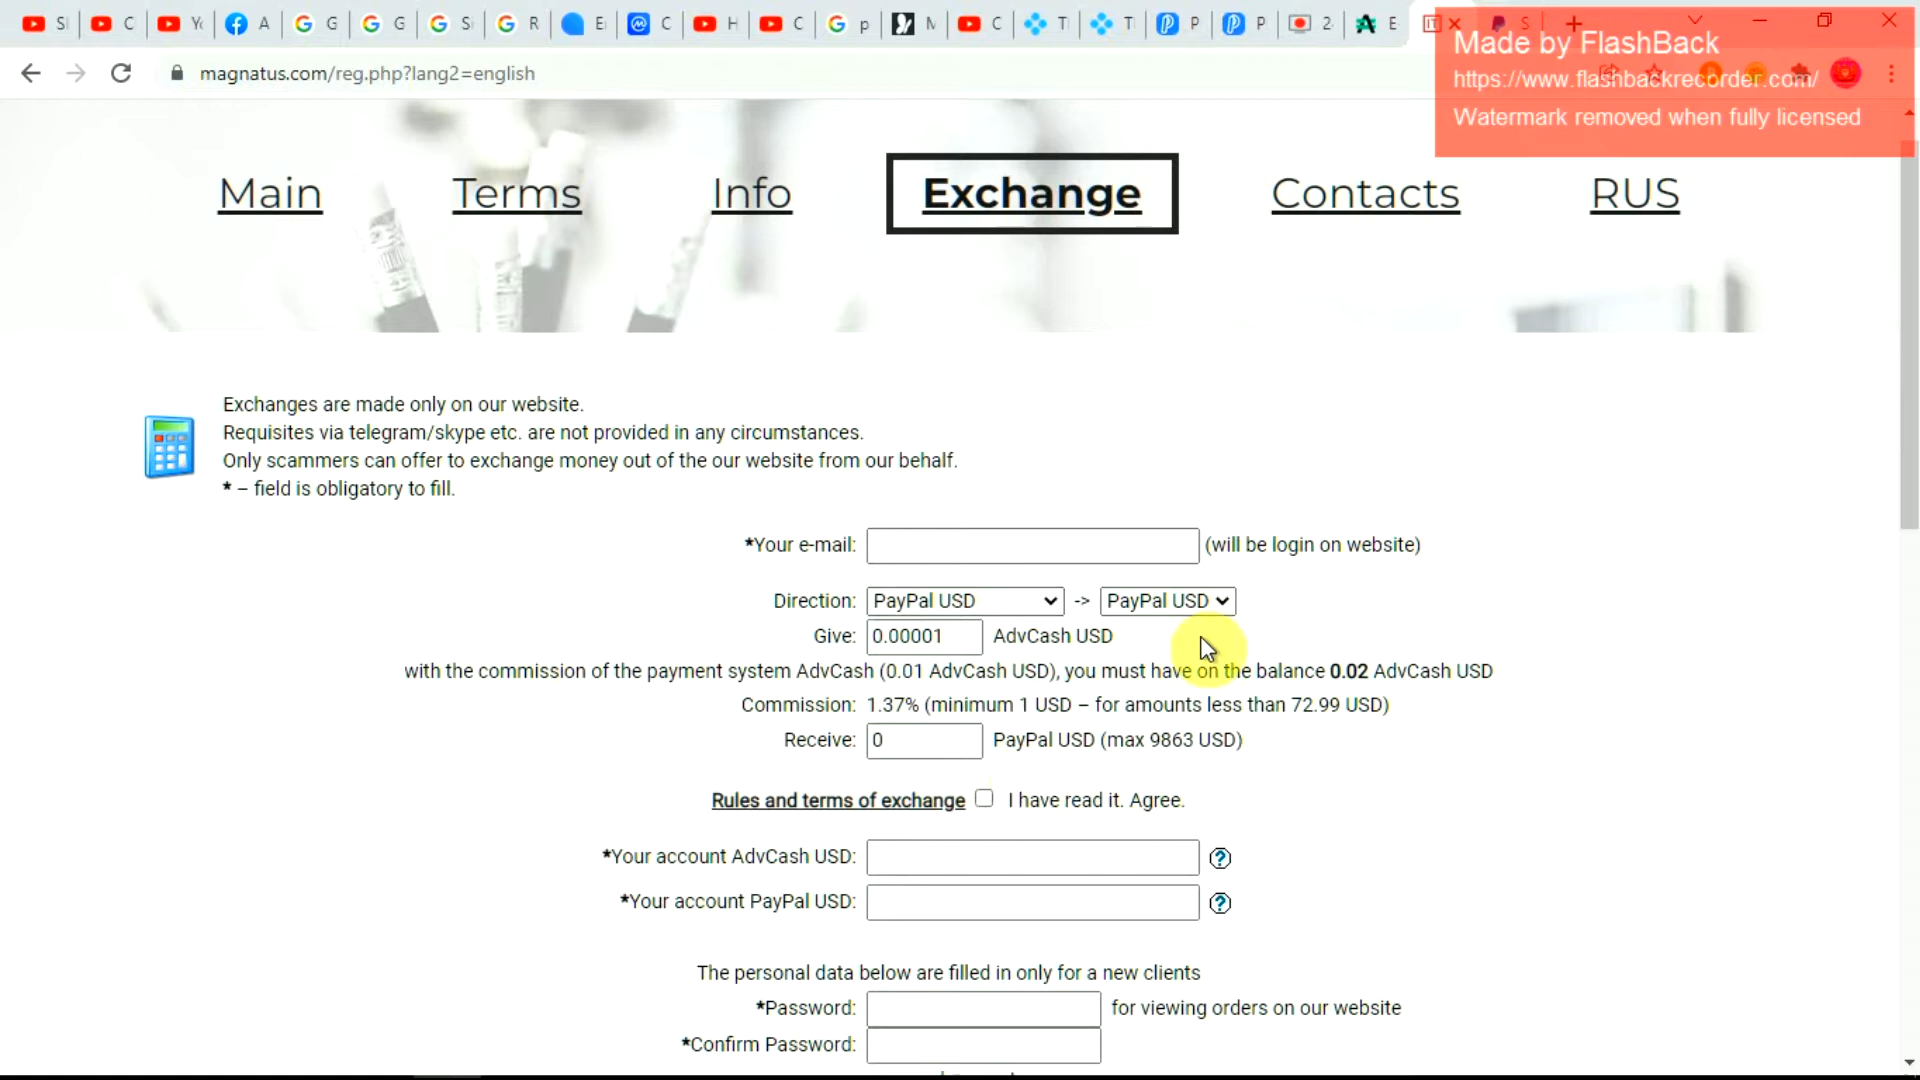 S
C
Yo
A
G
G
S
R
E
C
H
C
p
M
C
T
T
P
P
2
E
S
Made by FlashBack
https://www.flashbackrecorder.com/
Watermark removed when fully licensed
magnatus.com/reg.php?lang2=english
Main
Terms
Info
Exchange
Contacts
RUS
Exchanges are made only on our website.
Requisites via telegram/skype etc. are not provided in any circumstances.
Only scammers can offer to exchange money out of the our website from our behalf.
* – field is obligatory to fill.
*Your e-mail: (will be login on website)
Direction: PayPal USD -> PayPal USD
Give: 0.00001 AdvCash USD
with the commission of the payment system AdvCash (0.01 AdvCash USD), you must have on the balance 0.02 AdvCash USD
Commission: 1.37% (minimum 1 USD – for amounts less than 72.99 USD)
Receive: 0 PayPal USD (max 9863 USD)
Rules and terms of exchange I have read it. Agree.
*Your account AdvCash USD:
*Your account PayPal USD:
The personal data below are filled in only for a new clients
*Password: for viewing orders on our website
*Confirm Password: